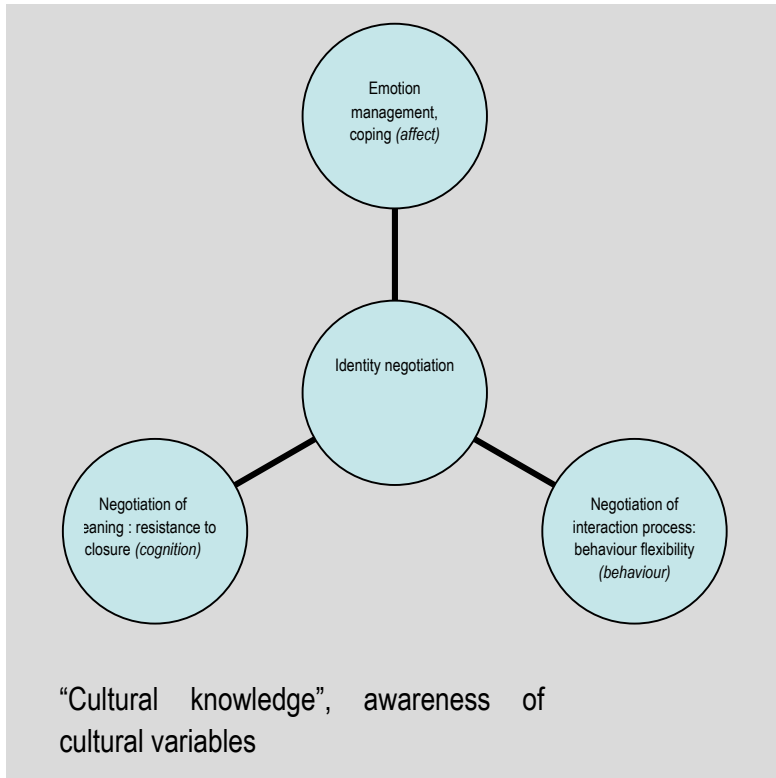 Emotion
management,
coping (affect)
Identity negotiation
Negotiation of
eaning : resistance to
closure (cognition)
Negotiation of
interaction process:
behaviour flexibility
(behaviour)
“Cultural knowledge”, awareness of
cultural variables